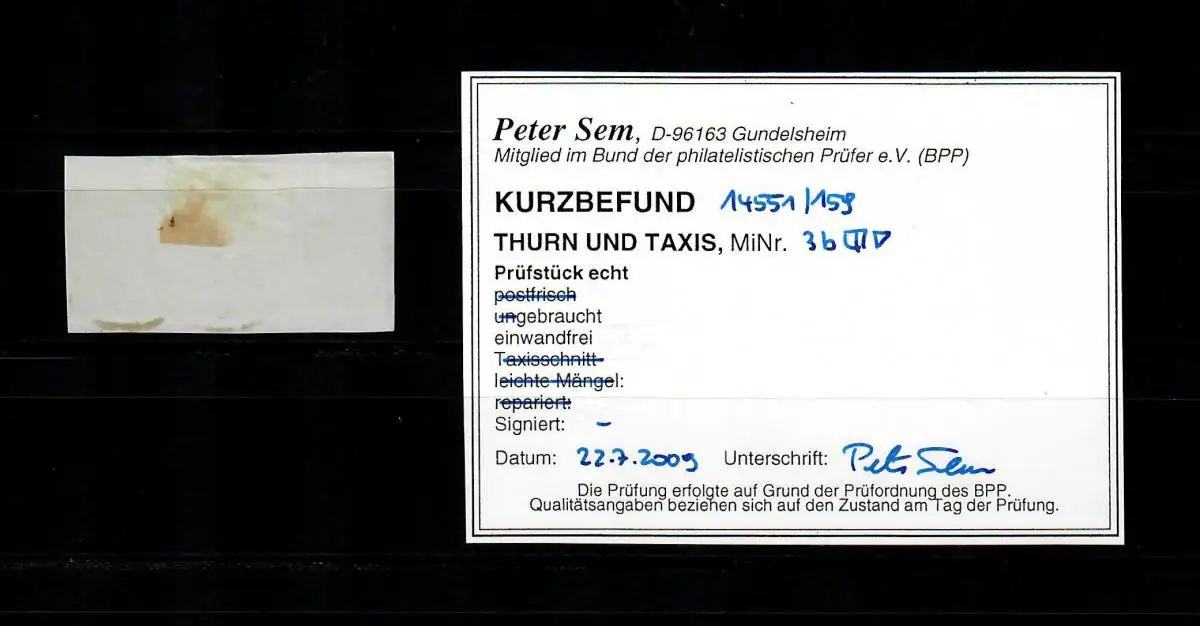 Peter Sem, D-96163 Gundelsheim
Mitglied im Bund der philatelistischen Prüfer e.V. (BPP)
KURZBEFUND 14551/159
THURN UND TAXIS, MiNr. 3b
Prüfstück echt
postfrisch
ungebraucht
einwandfrei
Taxisschnitt
leichte Mängel:
repariert:
Signiert: –
Datum: 22.7.2009 Unterschrift: Peter Sem
Die Prüfung erfolgte auf Grund der Prüfordnung des BPP.
Qualitätsangaben beziehen sich auf den Zustand am Tag der Prüfung.